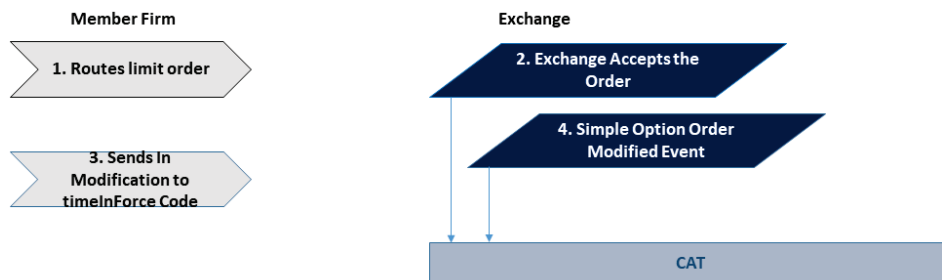 Member Firm
Exchange
1. Routes limit order
2. Exchange Accepts the
Order
3. Sends In
Modification to
timeInForce Code
4. Simple Option Order
Modified Event
CAT